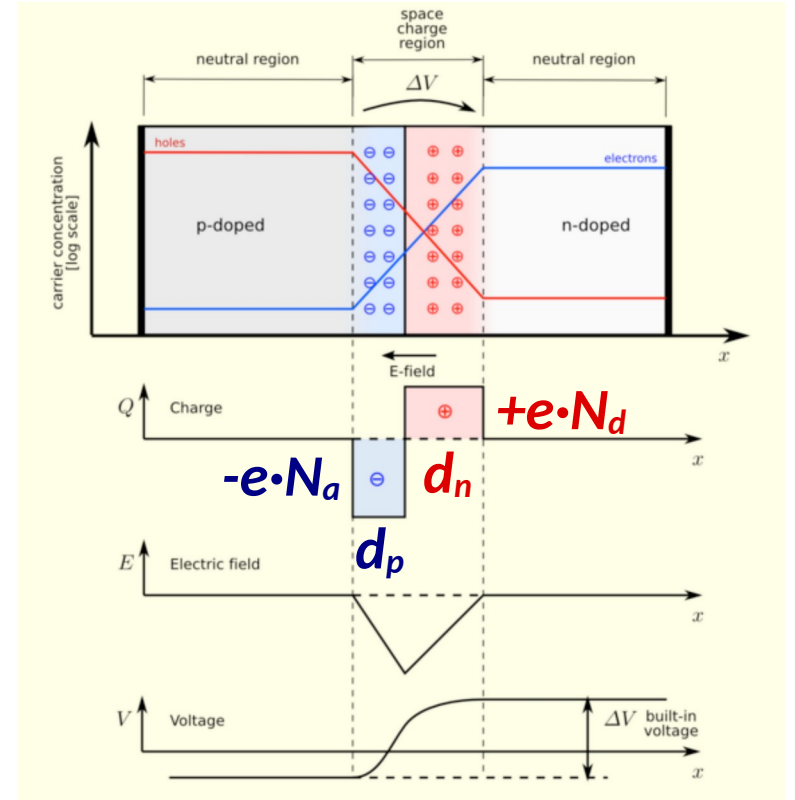 space
charge
region
neutral region
neutral region
ΔV
holes
electrons
p-doped
n-doped
carrier concentration
[log scale]
x
E-field
Q
Charge
+e·Nd
x
-e·Na
dn
dp
E
Electric field
x
V
Voltage
ΔV
built-in
voltage
x